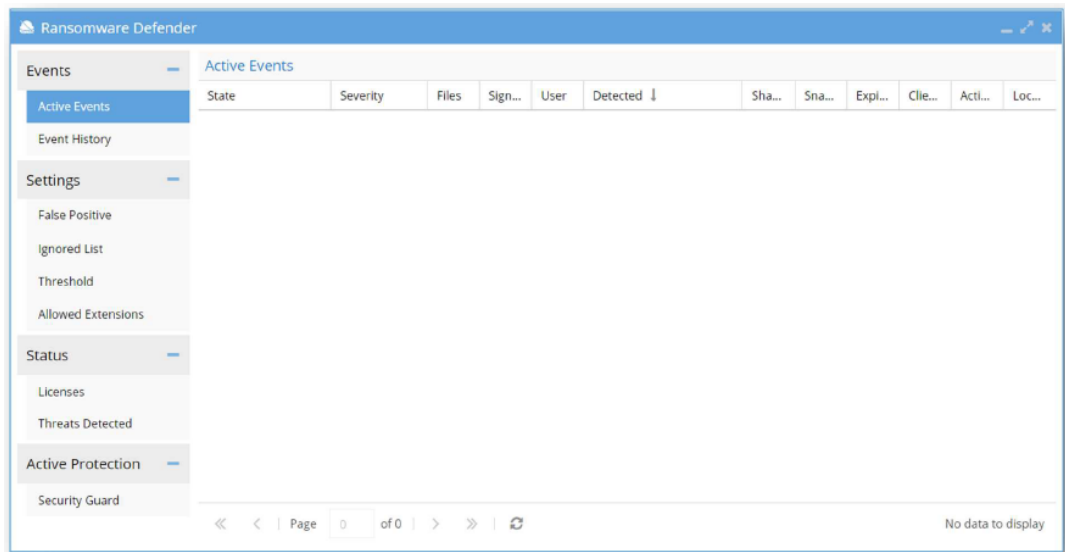 Ransomware Defender
Events
Active Events
Event History
Settings
False Positive
Ignored List
Threshold
Allowed Extensions
Status
Licenses
Threats Detected
Active Protection
Security Guard
Active Events
State Severity Files Sign... User Detected ↓ Sha... Sna... Expi... Clie... Acti... Loc...
Page 0 of 0
No data to display